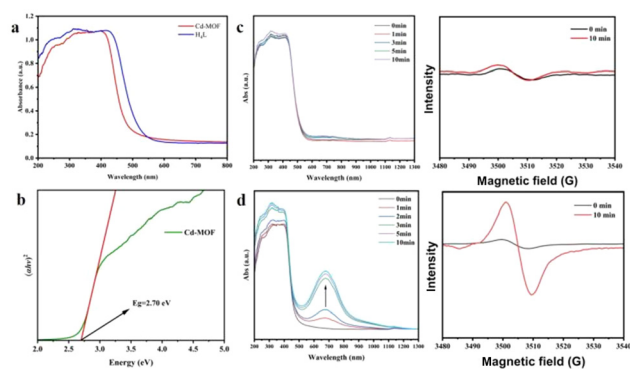 a
Cd-MOF
H₄L
Absorbance (a.u.)
1.2
1.0
0.8
0.6
0.4
0.2
0.0
200 300 400 500 600 700 800
Wavelength (nm)
c
0min
1min
3min
5min
10min
Abs (a.u.)
200 300 400 500 600 700 800 900 1000 1100 1200 1300
Wavelength (nm)
0 min
10 min
Intensity
3480 3490 3500 3510 3520 3530 3540
Magnetic field (G)
b
Cd-MOF
(αhv)²
Eg=2.70 eV
2.0 2.5 3.0 3.5 4.0 4.5 5.0
Energy (eV)
d
0min
1min
2min
3min
5min
10min
Abs (a.u.)
200 300 400 500 600 700 800 900 1000 1100 1200 1300
Wavelength (nm)
0 min
10 min
Intensity
3480 3490 3500 3510 3520 3530 3540
Magnetic field (G)